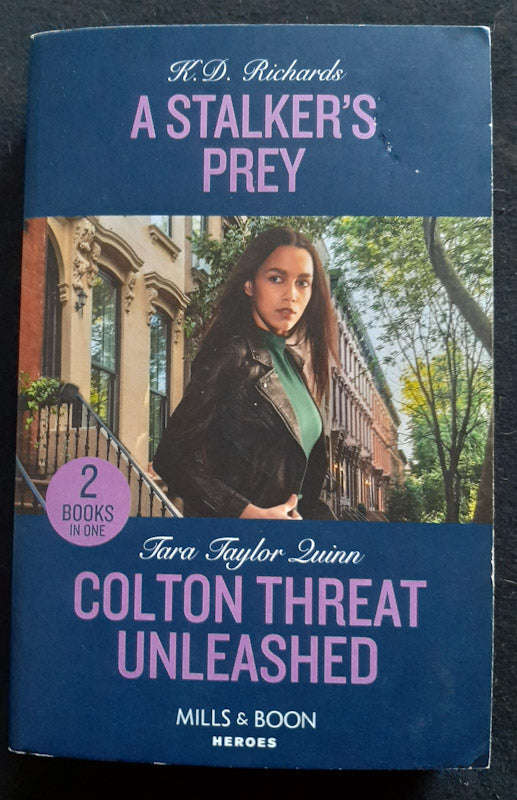 K.D. Richards
A STALKER'S
PREY
2
BOOKS
IN ONE
Tara Taylor Quinn
COLTON THREAT
UNLEASHED
MILLS & BOON
HEROES